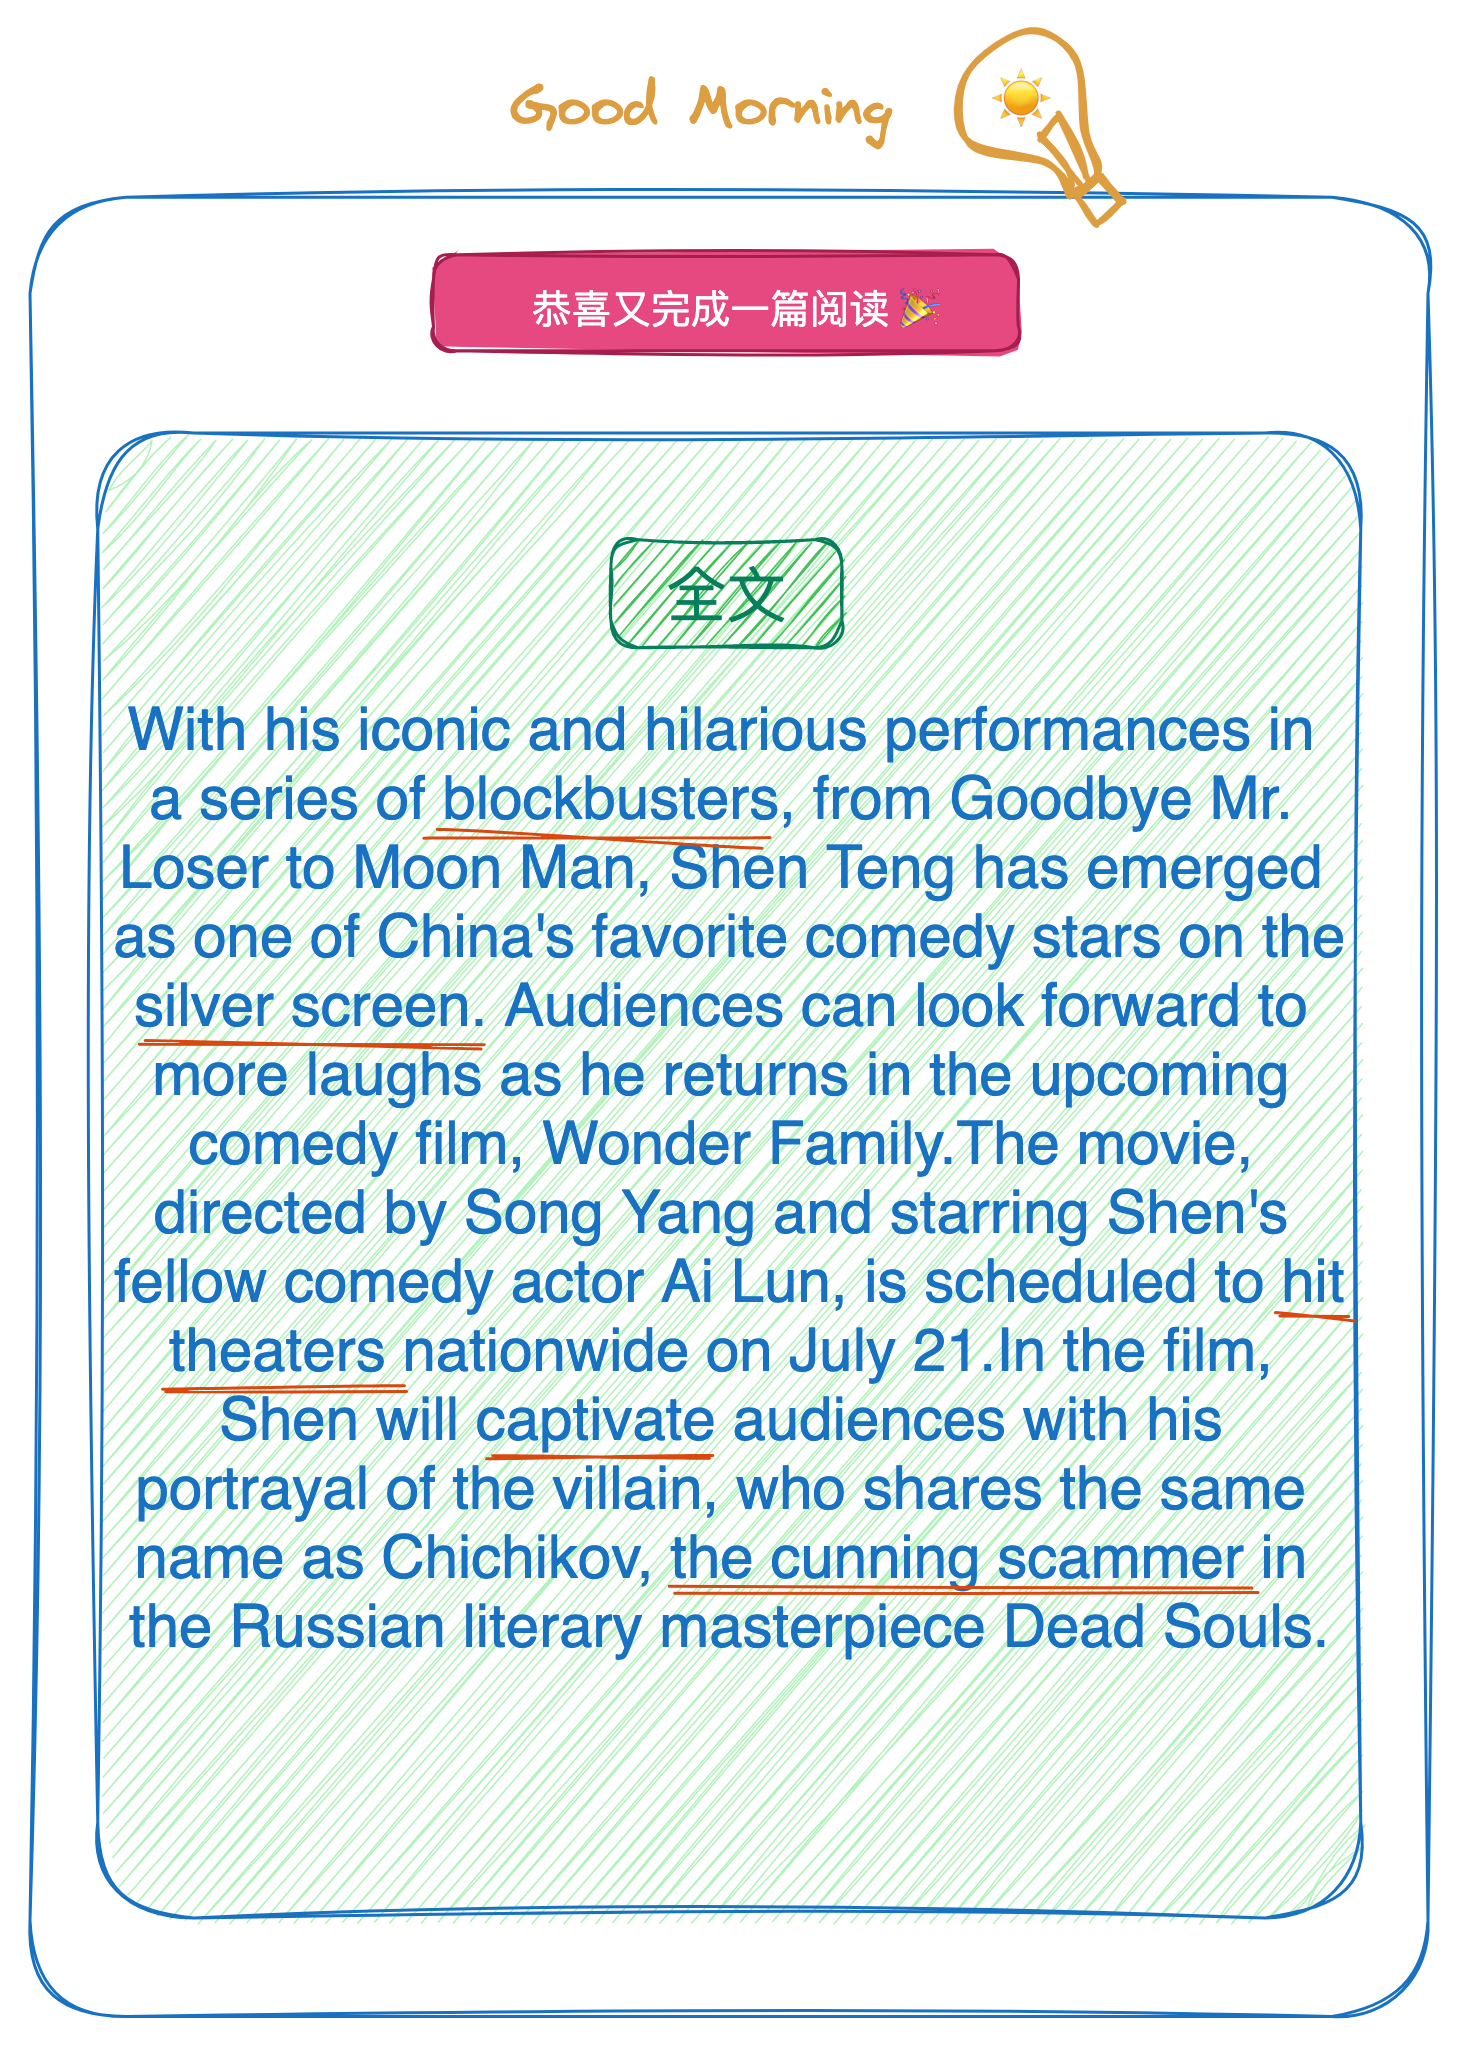 Good Morning
恭喜又完成一篇阅读 🎉
全文
With his iconic and hilarious performances in
a series of blockbusters, from Goodbye Mr.
Loser to Moon Man, Shen Teng has emerged
as one of China's favorite comedy stars on the
silver screen. Audiences can look forward to
more laughs as he returns in the upcoming
comedy film, Wonder Family.The movie,
directed by Song Yang and starring Shen's
fellow comedy actor Ai Lun, is scheduled to hit
theaters nationwide on July 21.In the film,
Shen will captivate audiences with his
portrayal of the villain, who shares the same
name as Chichikov, the cunning scammer in
the Russian literary masterpiece Dead Souls.